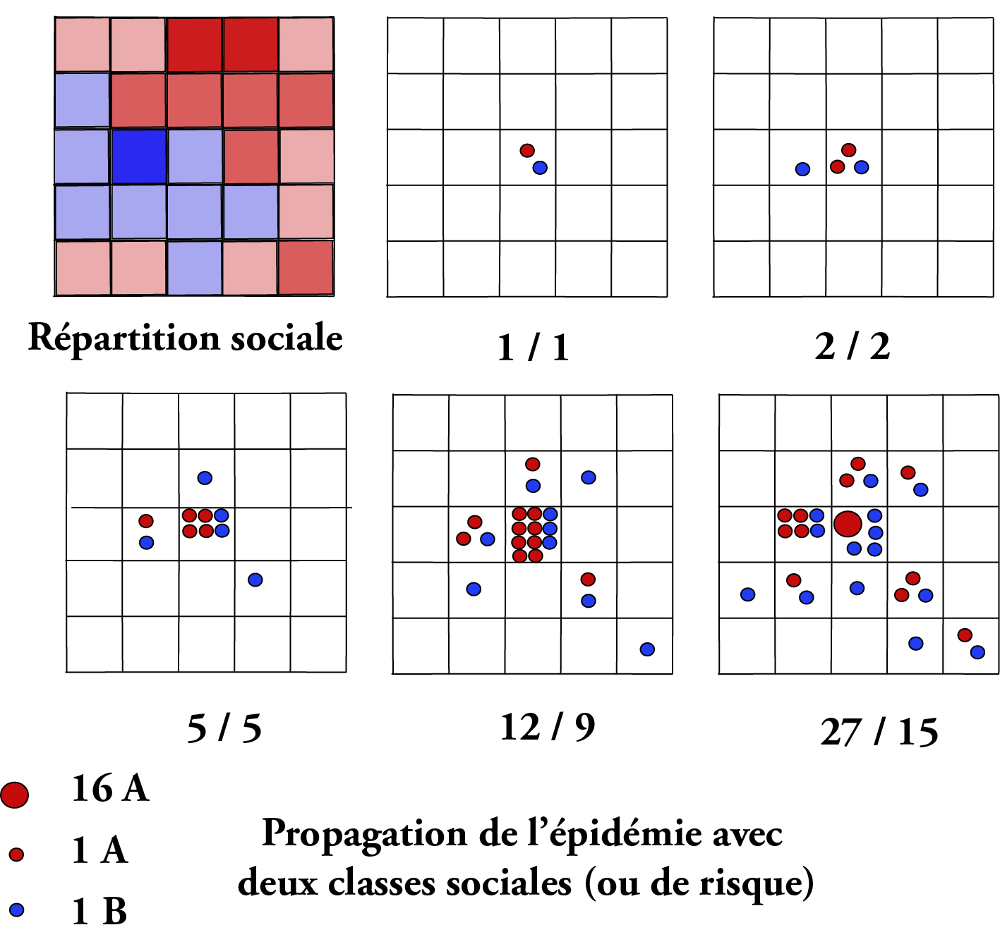 Répartition sociale
1 / 1
2 / 2
5 / 5
12 / 9
27 / 15
16 A
1 A
1 B
Propagation de l’épidémie avec
deux classes sociales (ou de risque)